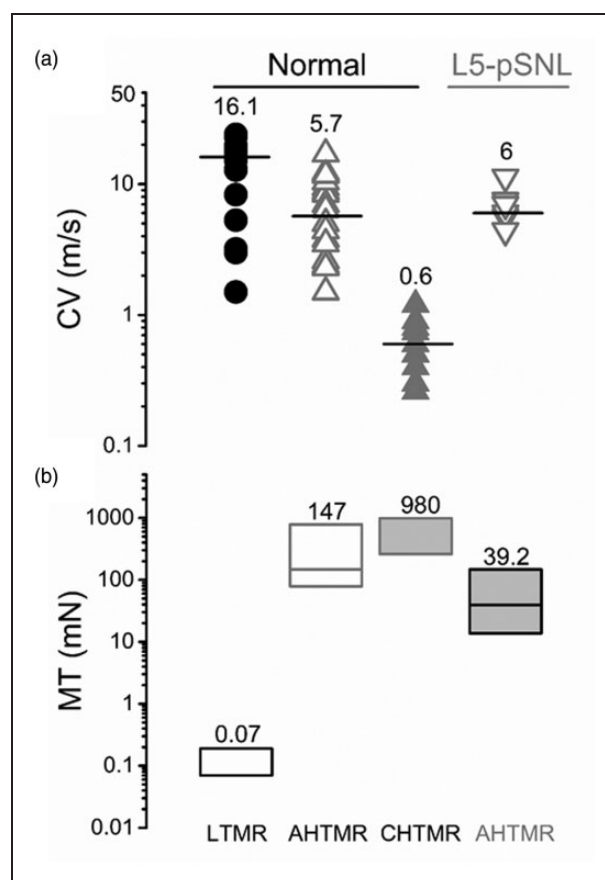 (a)
Normal L5-pSNL
16.1 5.7 0.6 6
CV (m/s)
50
10
1
0.1
(b)
147 980 39.2 0.07
MT (mN)
1000
100
10
1
0.1
0.01
LTMR AHTMR CHTMR AHTMR